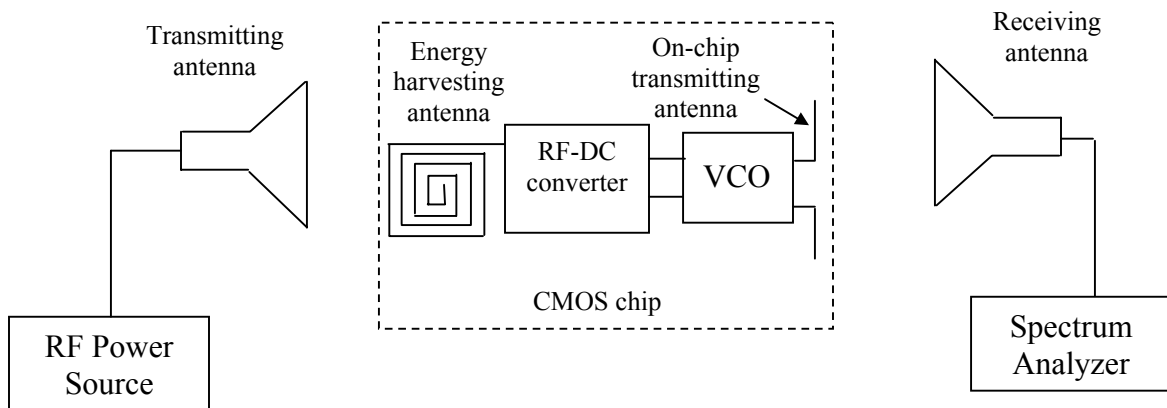 Transmitting
antenna
Energy
harvesting
antenna
On-chip
transmitting
antenna
Receiving
antenna
RF-DC
converter
VCO
CMOS chip
RF Power
Source
Spectrum
Analyzer